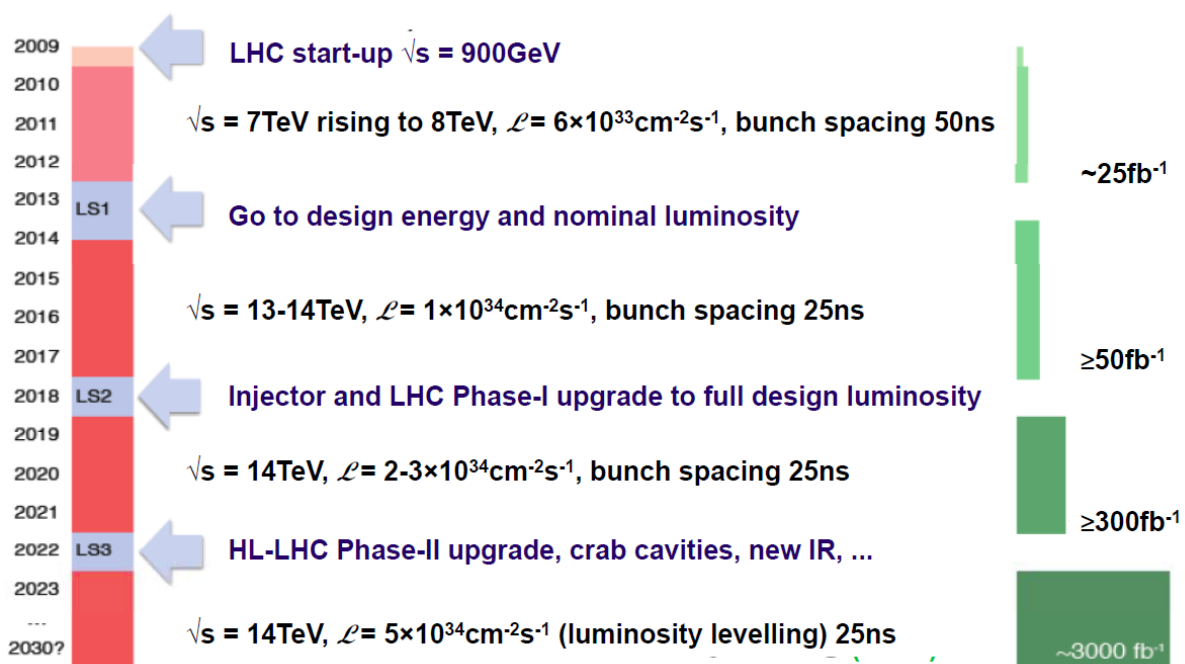 2009
LHC start-up √s = 900GeV
2010
2011
√s = 7TeV rising to 8TeV, ℒ = 6×10³³cm⁻²s⁻¹, bunch spacing 50ns
2012
~25fb⁻¹
2013
LS1
Go to design energy and nominal luminosity
2014
2015
√s = 13-14TeV, ℒ = 1×10³⁴cm⁻²s⁻¹, bunch spacing 25ns
2016
2017
≥50fb⁻¹
2018
LS2
Injector and LHC Phase-I upgrade to full design luminosity
2019
2020
√s = 14TeV, ℒ = 2-3×10³⁴cm⁻²s⁻¹, bunch spacing 25ns
2021
≥300fb⁻¹
2022
LS3
HL-LHC Phase-II upgrade, crab cavities, new IR, ...
2023
...
√s = 14TeV, ℒ = 5×10³⁴cm⁻²s⁻¹ (luminosity levelling) 25ns
2030?
~3000 fb⁻¹